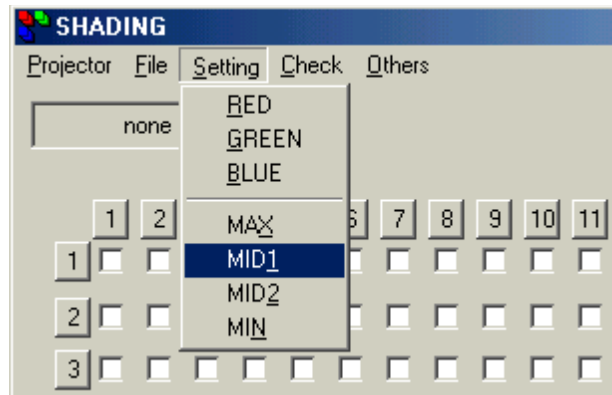 SHADING
Projector File Setting Check Others
none
RED
GREEN
BLUE
MAX
MID1
MID2
MIN
1 2 6 7 8 9 10 11
1
2
3